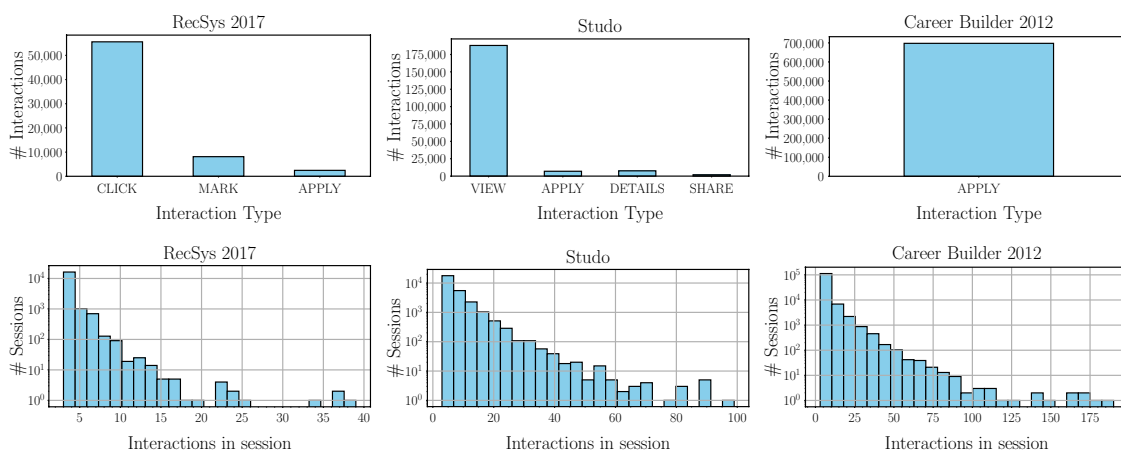 RecSys 2017
# Interactions
50,000
40,000
30,000
20,000
10,000
0
CLICK MARK APPLY
Interaction Type
Studo
# Interactions
175,000
150,000
125,000
100,000
75,000
50,000
25,000
0
VIEW APPLY DETAILS SHARE
Interaction Type
Career Builder 2012
# Interactions
700,000
600,000
500,000
400,000
300,000
200,000
100,000
0
APPLY
Interaction Type
RecSys 2017
# Sessions
10⁴
10³
10²
10¹
10⁰
5 10 15 20 25 30 35 40
Interactions in session
Studo
# Sessions
10⁴
10³
10²
10¹
10⁰
0 20 40 60 80 100
Interactions in session
Career Builder 2012
# Sessions
10⁵
10⁴
10³
10²
10¹
10⁰
0 25 50 75 100 125 150 175
Interactions in session